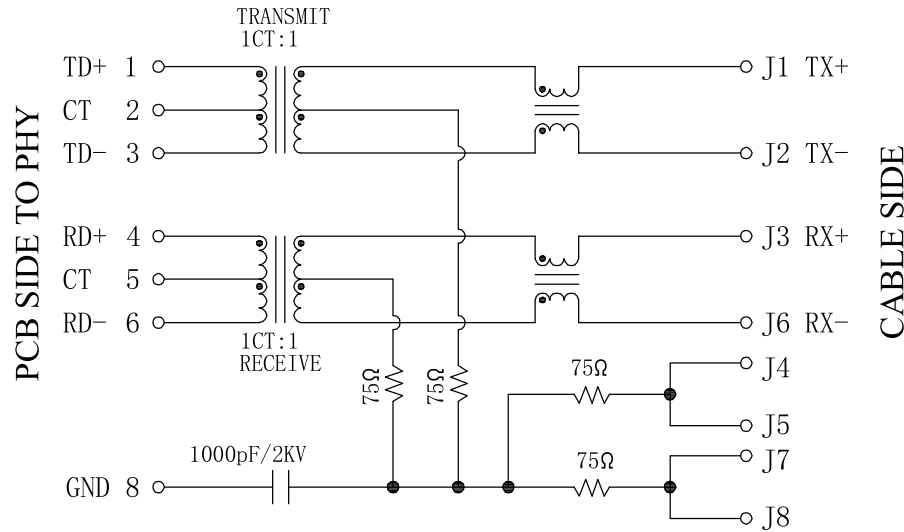 TRANSMIT
1CT:1
TD+ 1
CT 2
TD- 3
J1 TX+
J2 TX-
PCB SIDE TO PHY
CABLE SIDE
RD+ 4
CT 5
RD- 6
J3 RX+
J6 RX-
1CT:1
RECEIVE
75Ω
75Ω
75Ω
J4
J5
1000pF/2KV
GND 8
75Ω
J7
J8